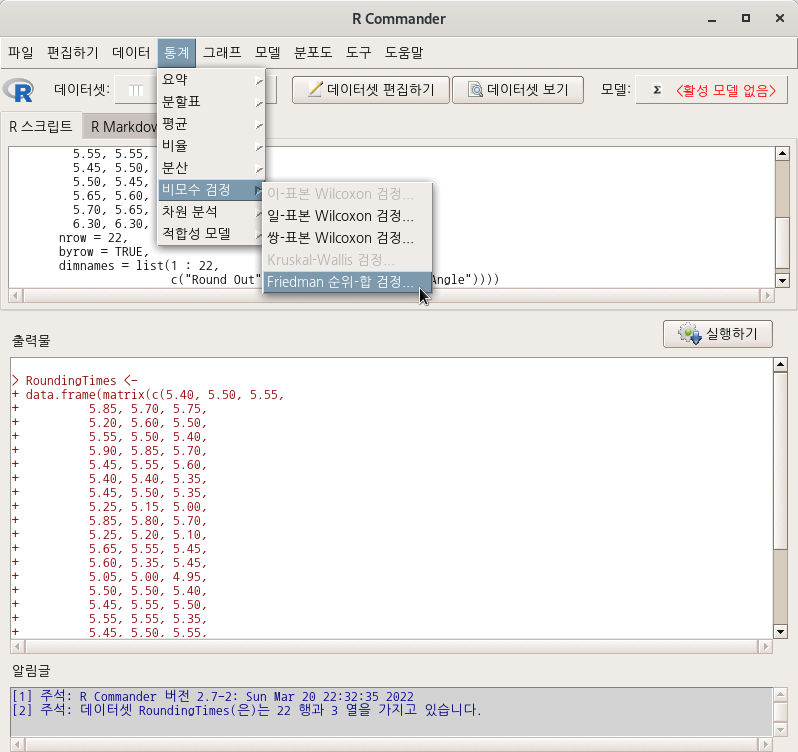 R Commander
파일 편집하기 데이터 통계 그래프 모델 분포도 도구 도움말
데이터셋: 데이터셋 편집하기 데이터셋 보기 모델: Σ <활성 모델 없음>
R 스크립트 R Markdow
요약
분할표
평균
비율
분산
비모수 검정
차원 분석
적합성 모델
이-표본 Wilcoxon 검정...
일-표본 Wilcoxon 검정...
쌍-표본 Wilcoxon 검정...
Kruskal-Wallis 검정...
Friedman 순위-합 검정...
5.55, 5.55,
5.45, 5.50,
5.50, 5.45,
5.65, 5.60,
5.70, 5.65,
6.30, 6.30,
nrow = 22,
byrow = TRUE,
dimnames = list(1 : 22,
c("Round Out" Angle"))))
출력물
실행하기
> RoundingTimes <-
+ data.frame(matrix(c(5.40, 5.50, 5.55,
+ 5.85, 5.70, 5.75,
+ 5.20, 5.60, 5.50,
+ 5.55, 5.50, 5.40,
+ 5.90, 5.85, 5.70,
+ 5.45, 5.55, 5.60,
+ 5.40, 5.40, 5.35,
+ 5.45, 5.50, 5.35,
+ 5.25, 5.15, 5.00,
+ 5.85, 5.80, 5.70,
+ 5.25, 5.20, 5.10,
+ 5.65, 5.55, 5.45,
+ 5.60, 5.35, 5.45,
+ 5.05, 5.00, 4.95,
+ 5.50, 5.50, 5.40,
+ 5.45, 5.55, 5.50,
+ 5.55, 5.55, 5.35,
+ 5.45, 5.50, 5.55,
알림글
[1] 주석: R Commander 버전 2.7-2: Sun Mar 20 22:32:35 2022
[2] 주석: 데이터셋 RoundingTimes(은)는 22 행과 3 열을 가지고 있습니다.